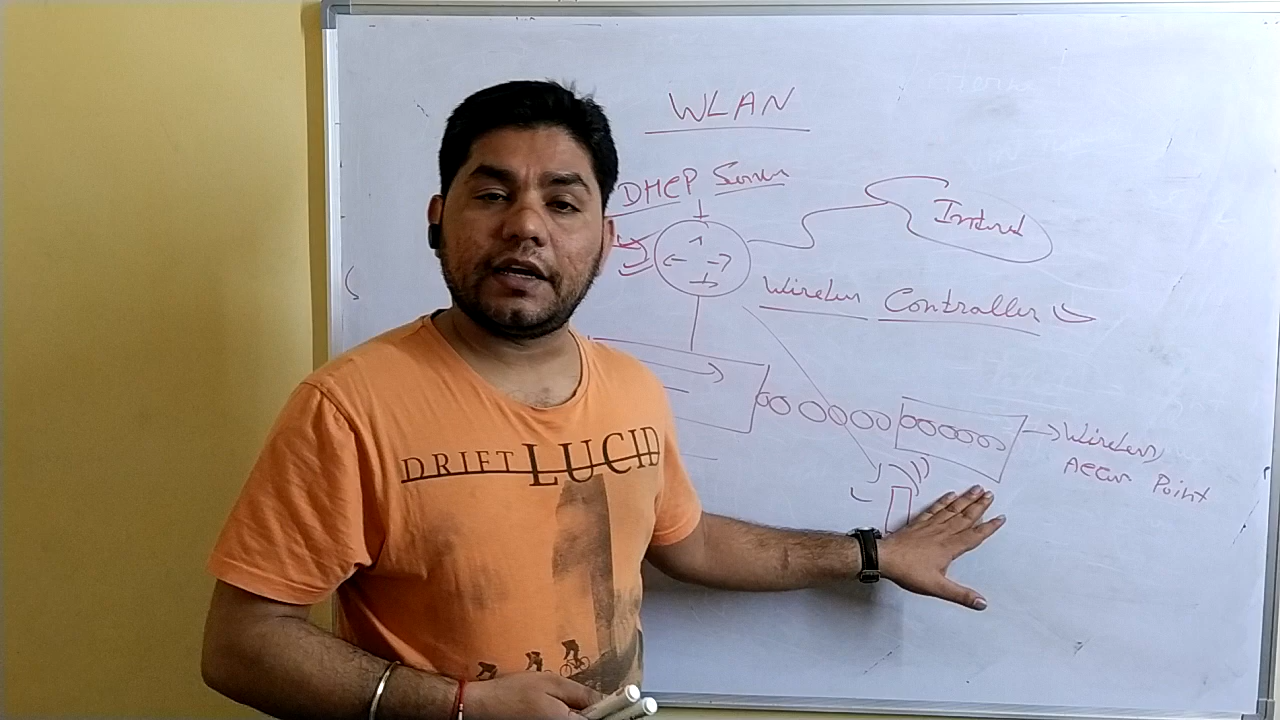 WLAN
DHCP Server
Internet
Wireless Controller
Wireless
Access Point
DRIFT LUCID